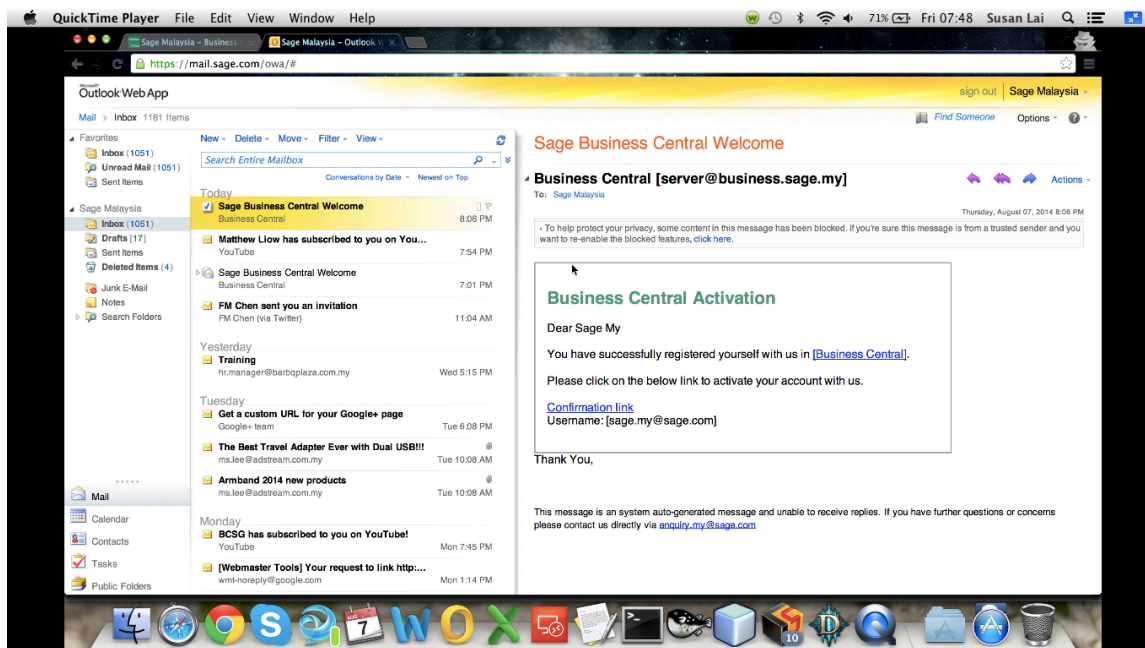 QuickTime Player File Edit View Window Help
71% Fri 07:48 Susan Lai
Sage Malaysia – Business
Sage Malaysia – Outlook W
https://mail.sage.com/owa/#
Microsoft
Outlook Web App
sign out Sage Malaysia
Mail > Inbox 1161 Items
Find Someone Options
Favorites
Inbox (1051)
Unread Mail (1051)
Sent Items
Sage Malaysia
Inbox (1051)
Drafts [17]
Sent Items
Deleted Items (4)
Junk E-Mail
Notes
Search Folders
Mail
Calendar
Contacts
Tasks
Public Folders
New Delete Move Filter View
Search Entire Mailbox
Conversations by Date Newest on Top
Today
Sage Business Central Welcome
Business Central 8:08 PM
Matthew Liow has subscribed to you on You...
YouTube 7:54 PM
Sage Business Central Welcome
Business Central 7:01 PM
FM Chen sent you an invitation
FM Chen (via Twitter) 11:04 AM
Yesterday
Training
hr.manager@barbqplaza.com.my Wed 5:15 PM
Tuesday
Get a custom URL for your Google+ page
Google+ team Tue 6:08 PM
The Best Travel Adapter Ever with Dual USB!!!
ms.lee@adstream.com.my Tue 10:08 AM
Armband 2014 new products
ms.lee@adstream.com.my Tue 10:08 AM
Monday
BCSG has subscribed to you on YouTube!
YouTube Mon 7:45 PM
[Webmaster Tools] Your request to link http:...
wmt-noreply@google.com Mon 1:14 PM
Sage Business Central Welcome
Business Central [server@business.sage.my]
Actions
To: Sage Malaysia
Thursday, August 07, 2014 8:06 PM
• To help protect your privacy, some content in this message has been blocked. If you're sure this message is from a trusted sender and you
want to re-enable the blocked features, click here.
Business Central Activation
Dear Sage My
You have successfully registered yourself with us in [Business Central].
Please click on the below link to activate your account with us.
Confirmation link
Username: [sage.my@sage.com]
Thank You,
This message is an system auto-generated message and unable to receive replies. If you have further questions or concerns
please contact us directly via enquiry.my@sage.com
7
10